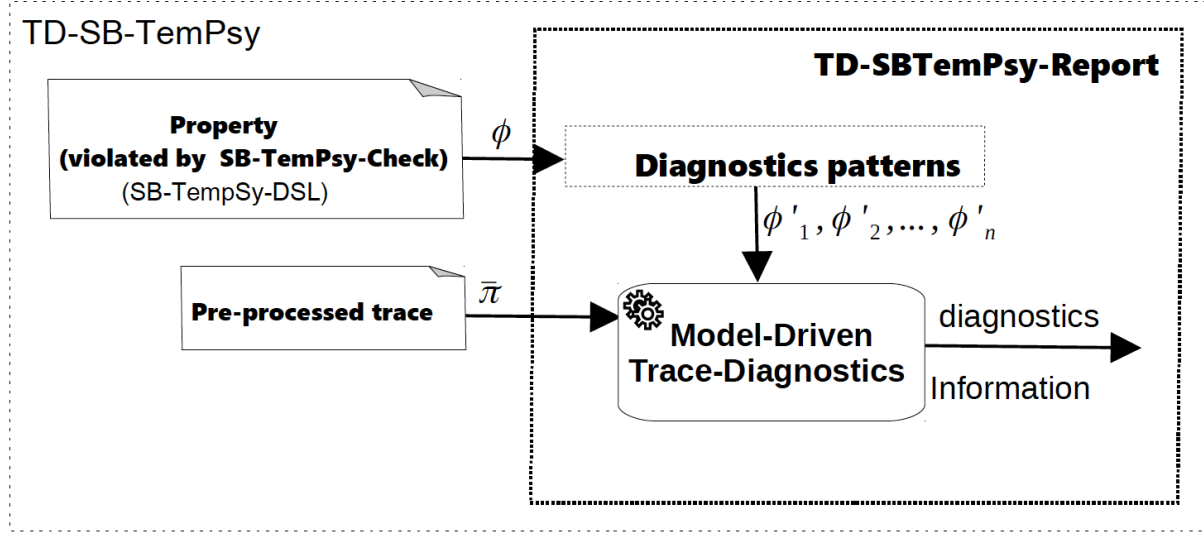 TD-SB-TemPsy
TD-SBTemPsy-Report
Property
(violated by SB-TemPsy-Check)
(SB-TempSy-DSL)
ϕ
Diagnostics patterns
ϕ'₁, ϕ'₂,..., ϕ'ₙ
Pre-processed trace
π̄
Model-Driven
Trace-Diagnostics
diagnostics
Information